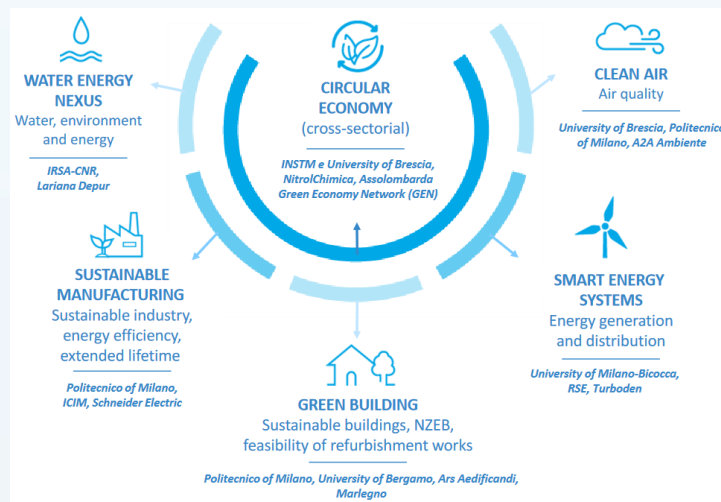 WATER ENERGY
NEXUS
Water, environment
and energy
IRSA-CNR,
Lariana Depur
CIRCULAR
ECONOMY
(cross-sectorial)
INSTM e University of Brescia,
NitrolChimica, Assolombarda
Green Economy Network (GEN)
CLEAN AIR
Air quality
University of Brescia, Politecnico
of Milano, A2A Ambiente
SUSTAINABLE
MANUFACTURING
Sustainable industry,
energy efficiency,
extended lifetime
Politecnico of Milano,
ICIM, Schneider Electric
SMART ENERGY
SYSTEMS
Energy generation
and distribution
University of Milano-Bicocca,
RSE, Turboden
GREEN BUILDING
Sustainable buildings, NZEB,
feasibility of refurbishment works
Politecnico of Milano, University of Bergamo, Ars Aedificandi,
Marlegno